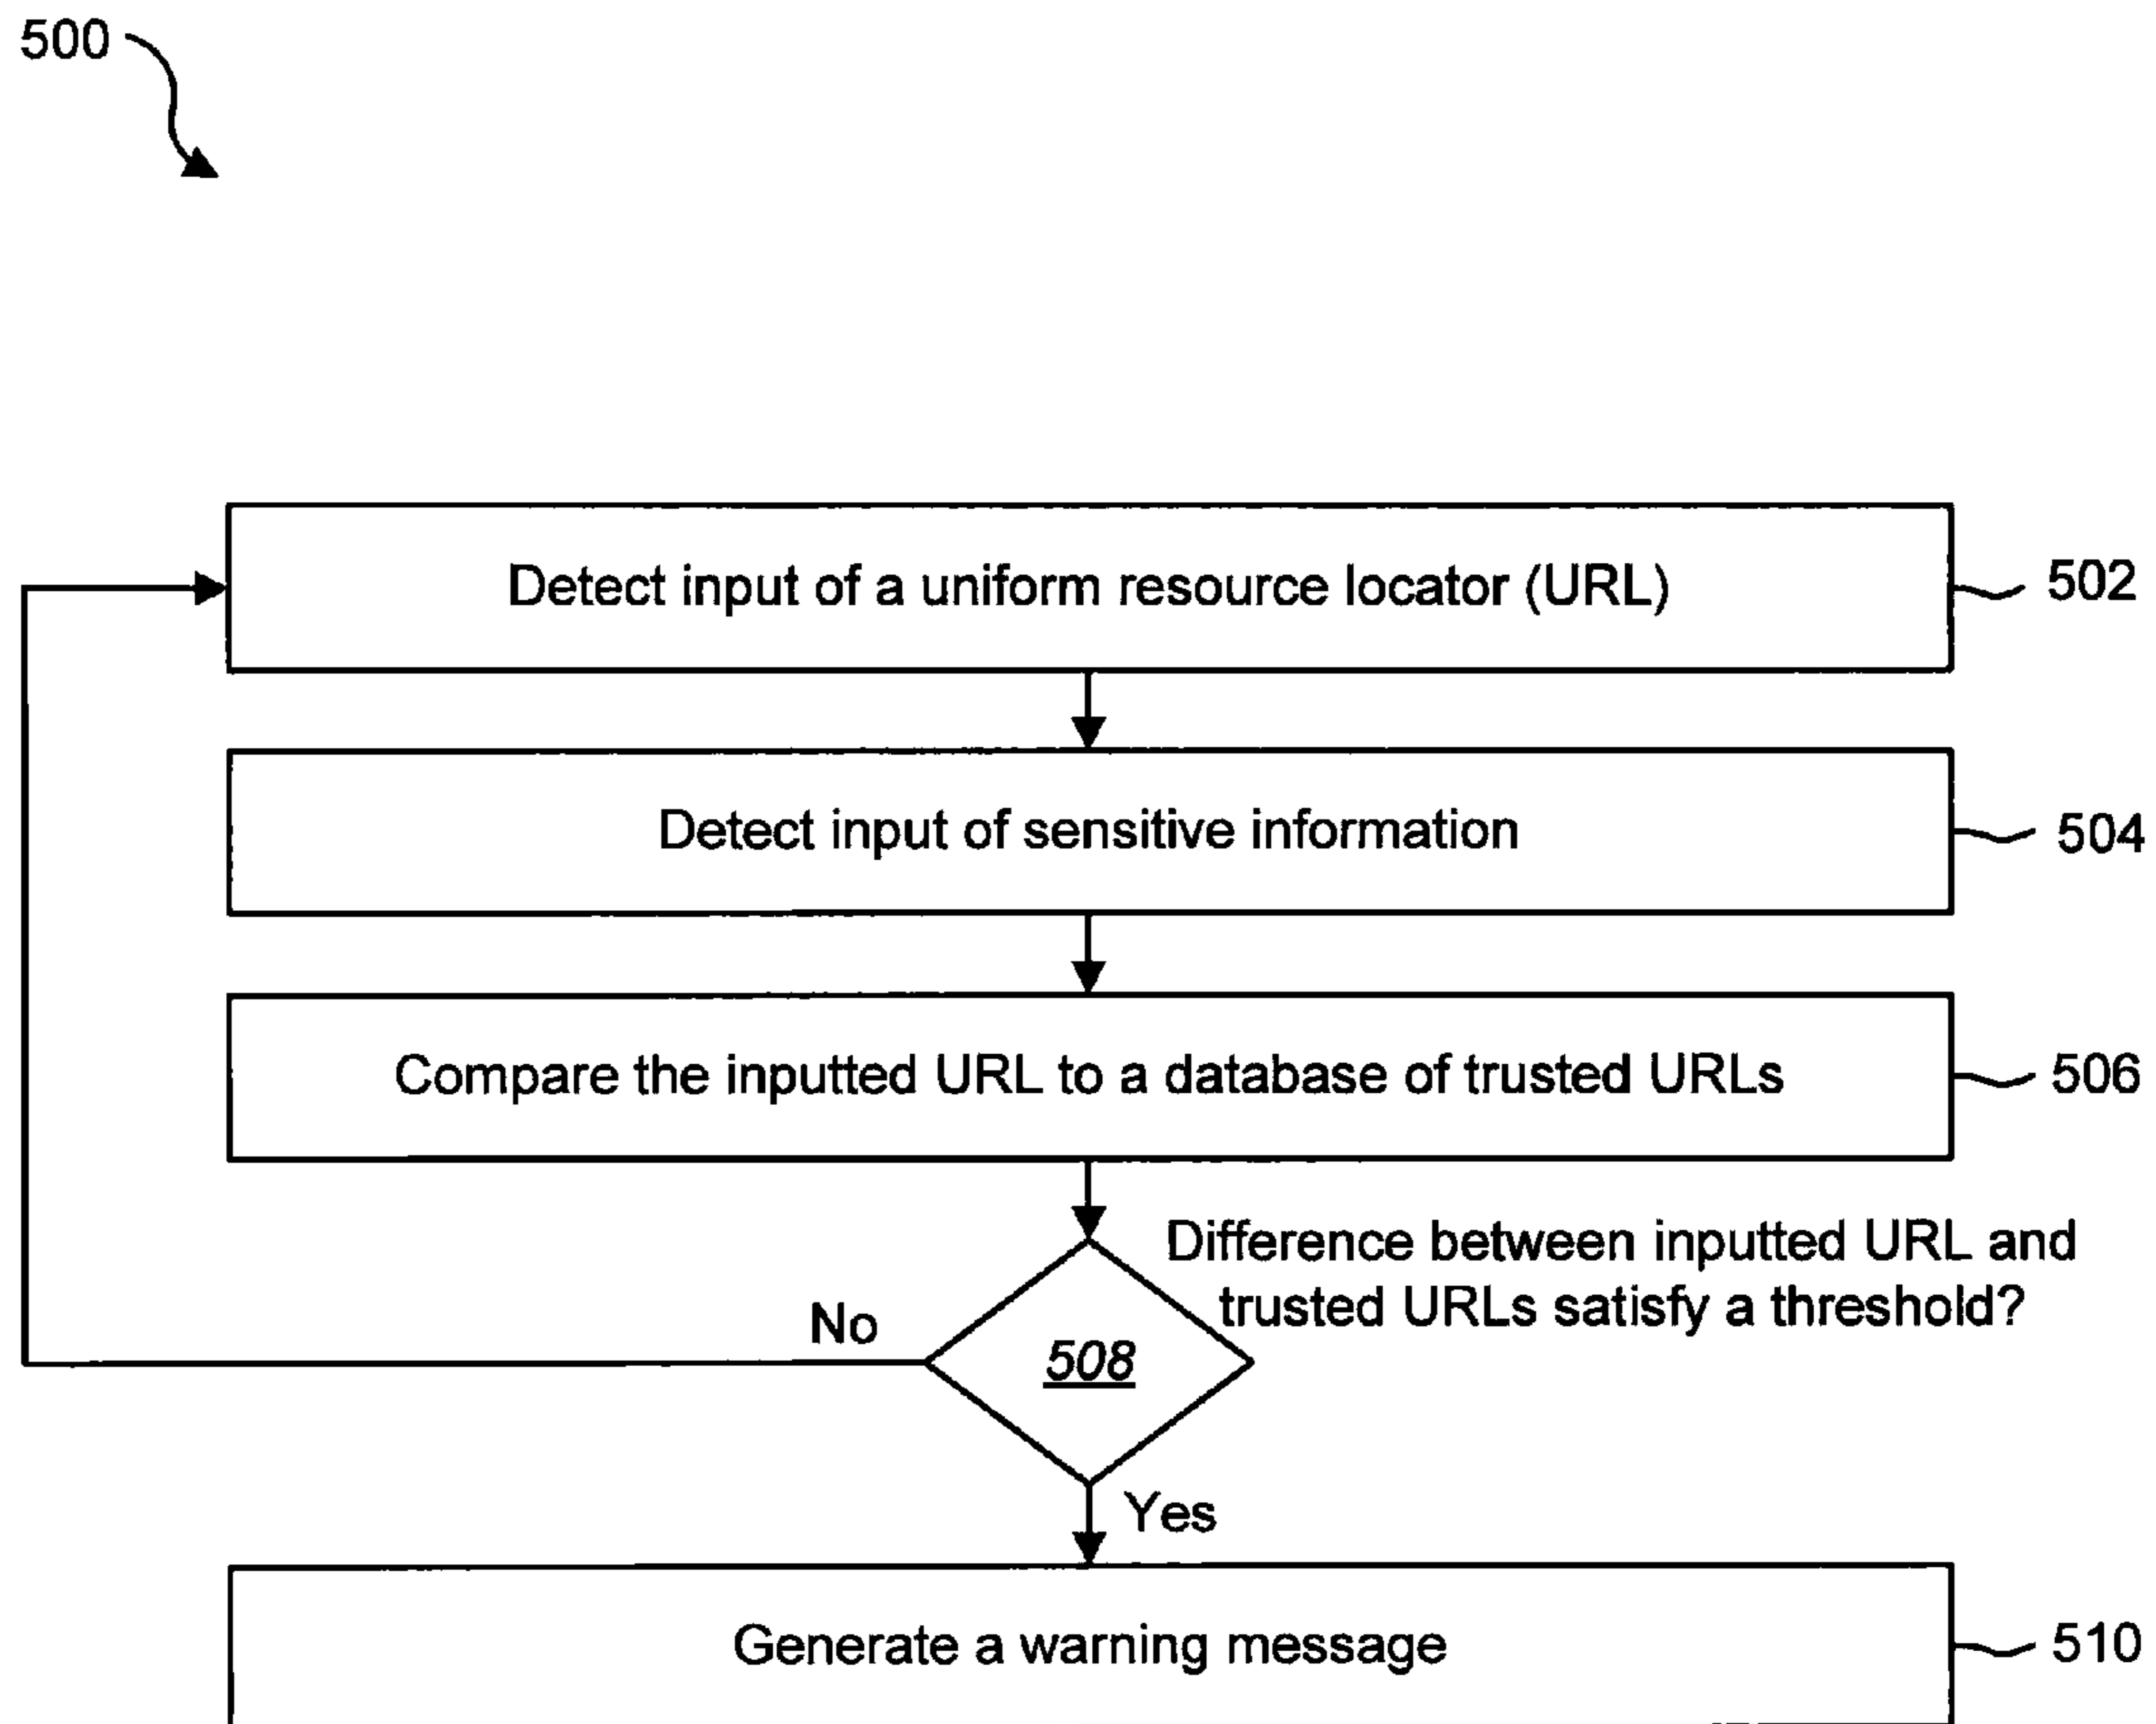 500
Detect input of a uniform resource locator (URL)
502
Detect input of sensitive information
504
Compare the inputted URL to a database of trusted URLs
506
Difference between inputted URL and
trusted URLs satisfy a threshold?
No
508
Yes
Generate a warning message
510